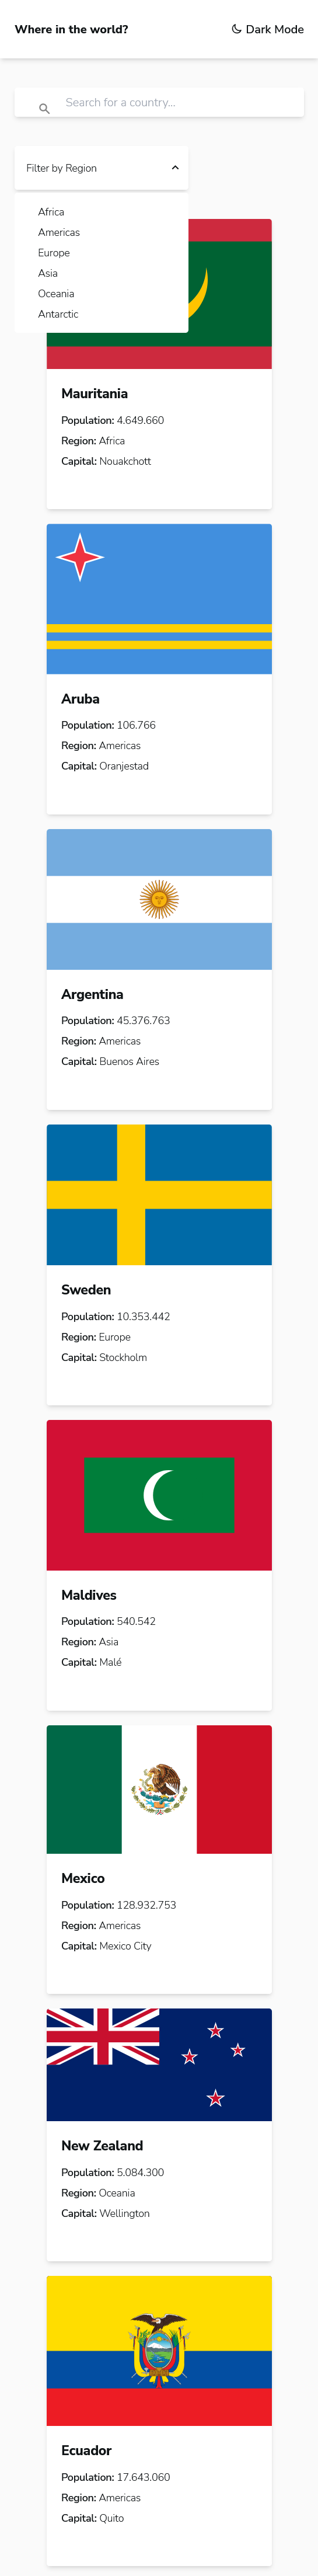 Where in the world?
Dark Mode
Search for a country...
Filter by Region
Africa
Americas
Europe
Asia
Oceania
Antarctic
Mauritania
Population: 4.649.660
Region: Africa
Capital: Nouakchott
Aruba
Population: 106.766
Region: Americas
Capital: Oranjestad
Argentina
Population: 45.376.763
Region: Americas
Capital: Buenos Aires
Sweden
Population: 10.353.442
Region: Europe
Capital: Stockholm
Maldives
Population: 540.542
Region: Asia
Capital: Malé
Mexico
Population: 128.932.753
Region: Americas
Capital: Mexico City
New Zealand
Population: 5.084.300
Region: Oceania
Capital: Wellington
Ecuador
Population: 17.643.060
Region: Americas
Capital: Quito